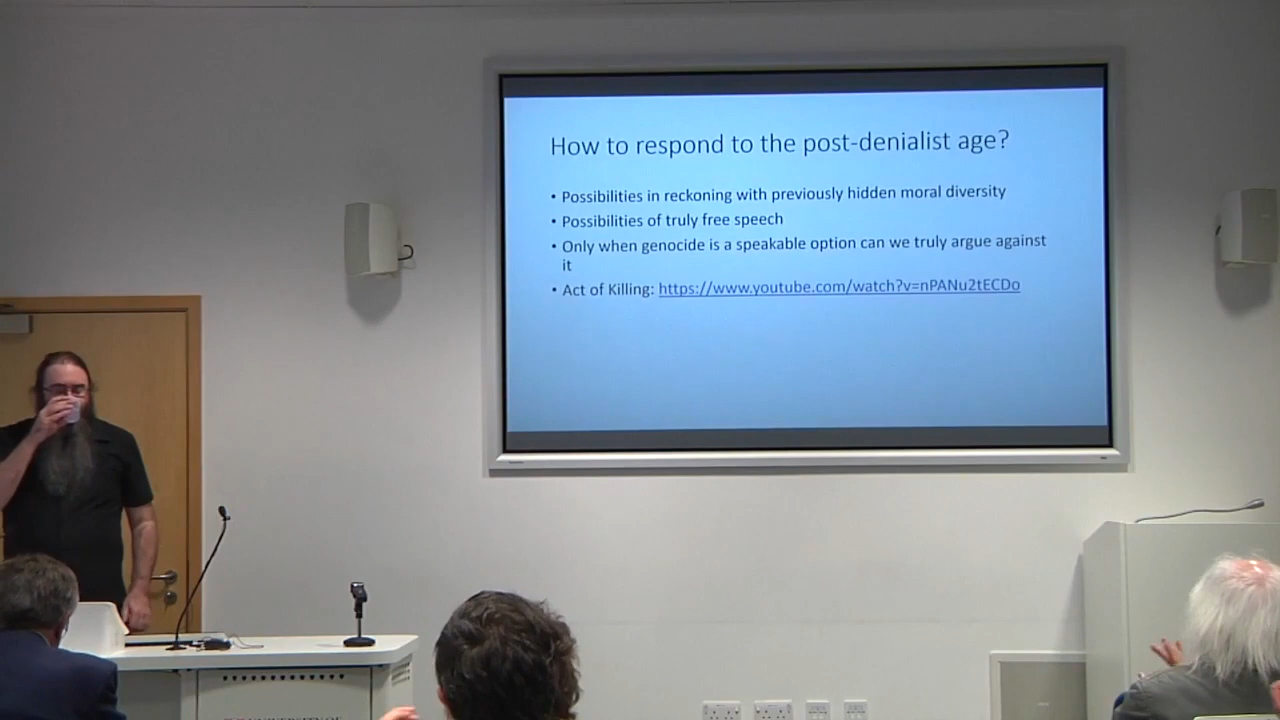 How to respond to the post-denialist age?
• Possibilities in reckoning with previously hidden moral diversity
• Possibilities of truly free speech
• Only when genocide is a speakable option can we truly argue against
it
• Act of Killing: https://www.youtube.com/watch?v=nPANu2tECDo
UNIVERSITY OF